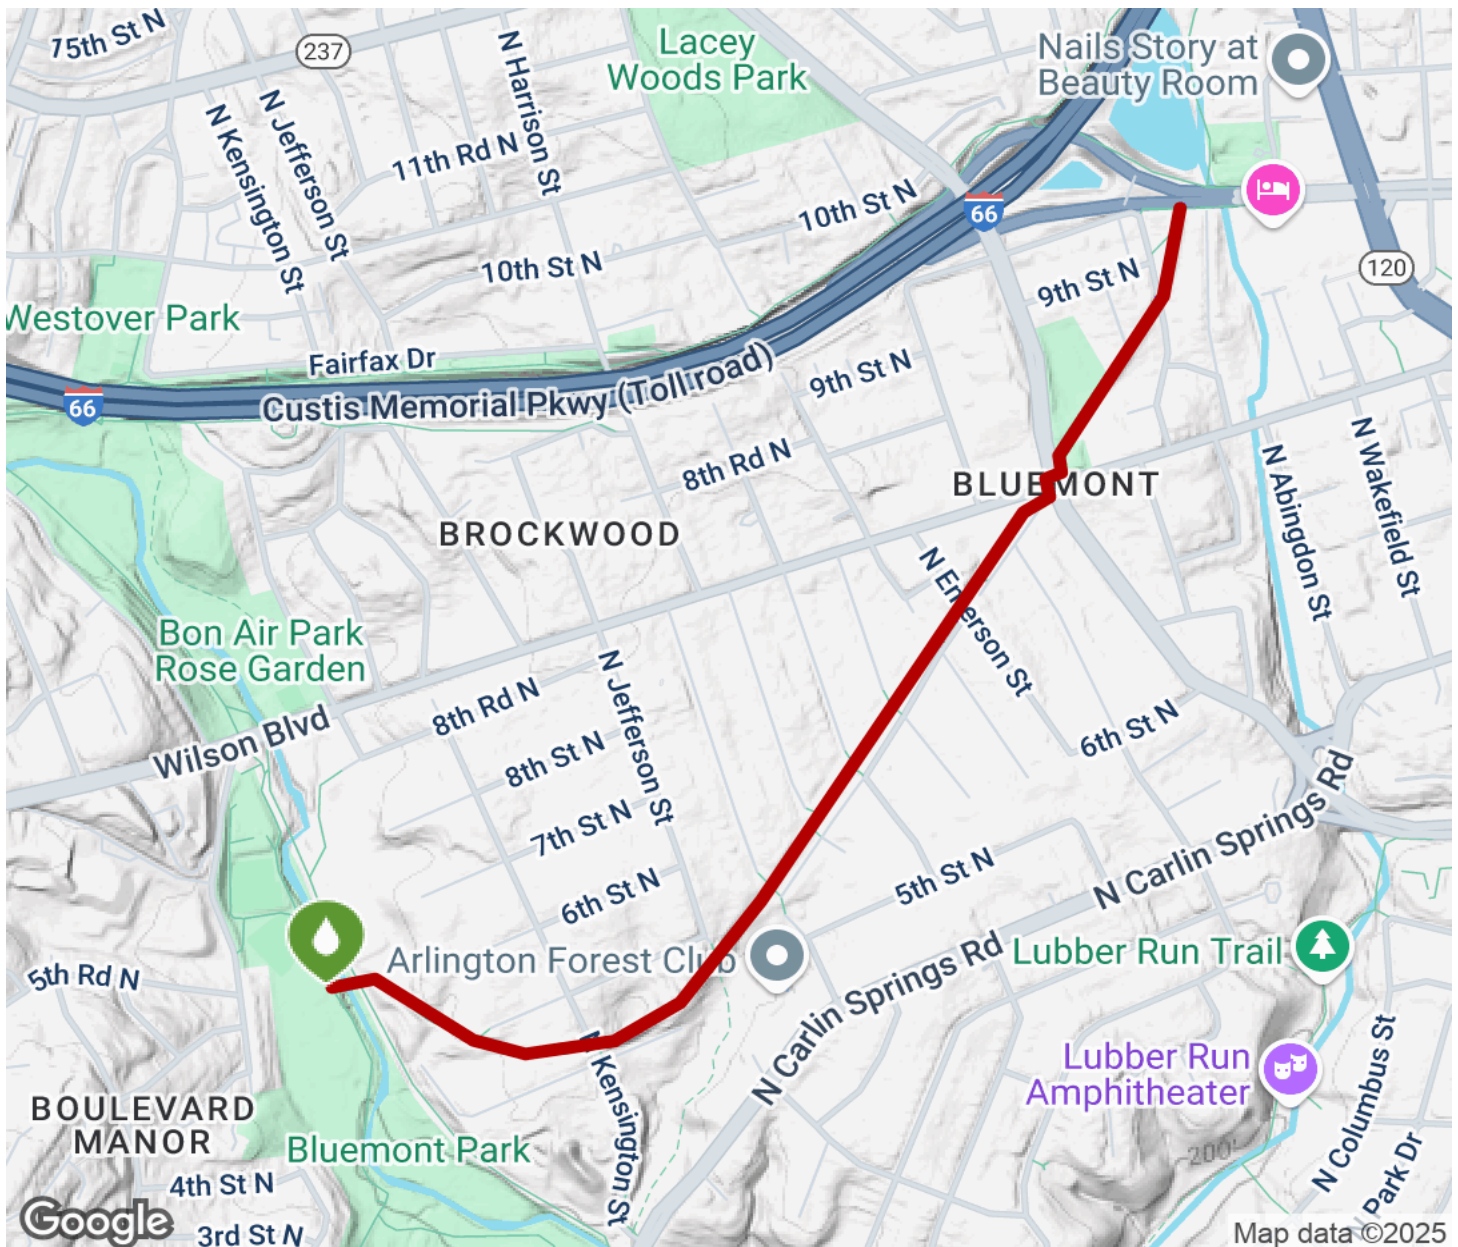 15th St N
237
N Harrison St
Lacey
Woods Park
Nails Story at
Beauty Room
N Kensington St
N Jefferson St
11th Rd N
10th St N
66
10th St N
9th St N
120
Westover Park
Fairfax Dr
66
Custis Memorial Pkwy (Toll road)
9th St N
8th Rd N
BLUEMONT
N Abingdon St
N Wakefield St
BROCKWOOD
N Emerson St
Bon Air Park
Rose Garden
Wilson Blvd
8th Rd N
N Jefferson St
8th St N
6th St N
7th St N
6th St N
5th St N
N Carlin Springs Rd
Arlington Forest Club
5th Rd N
N Carlin Springs Rd
Lubber Run Trail
Lubber Run
Amphitheater
N Kensington St
N Columbus St
N Park Dr
BOULEVARD
MANOR
Bluemont Park
200'
4th St N
3rd St N
Google
Map data ©2025